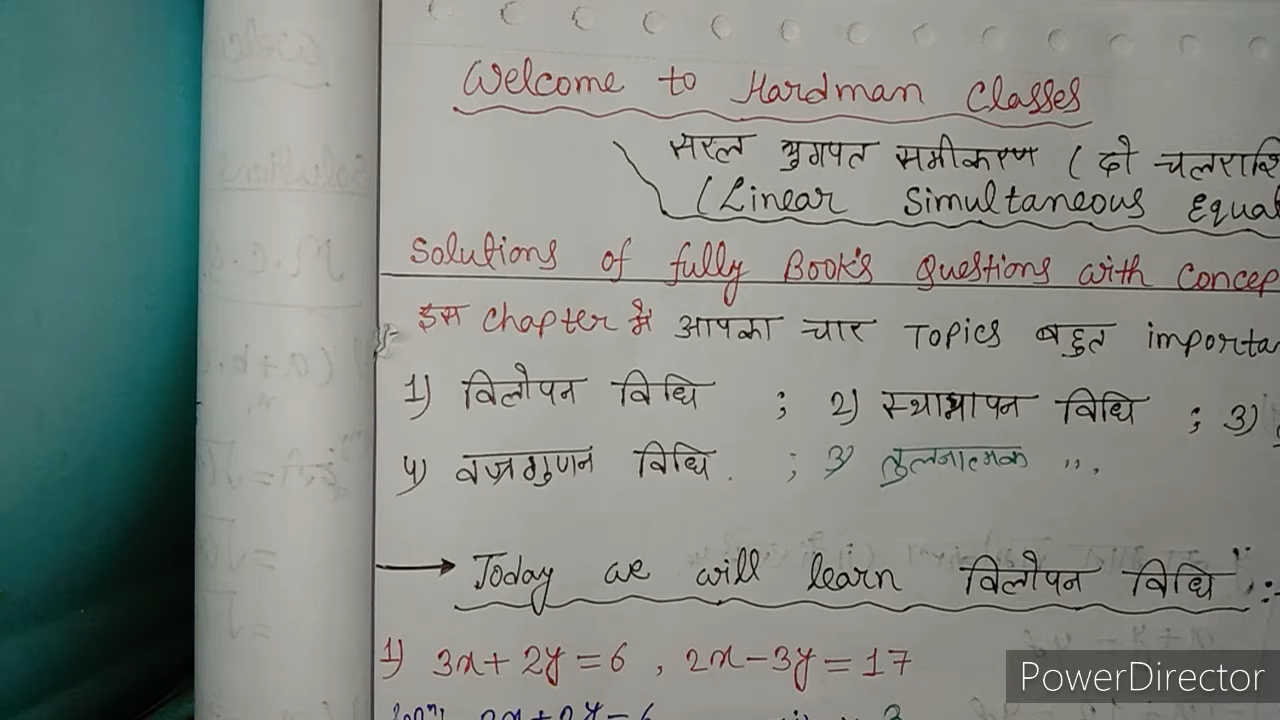 Welcome to Hardman Classes
सरल युगपत समीकरण ( दो चलराशि
(Linear Simultaneous Equa
Solutions of fully Book's Questions with Concep
इस Chapter में आपका चार Topics बहुत importa
1) विलोपन विधि ; 2) स्थानापन विधि ; 3)
4) वज्रगुणन विधि . ; 3) तुलनात्मक ",
→ Today we will learn विलोपन विधि :-
1) 3x + 2y = 6 , 2x - 3y = 17
PowerDirector